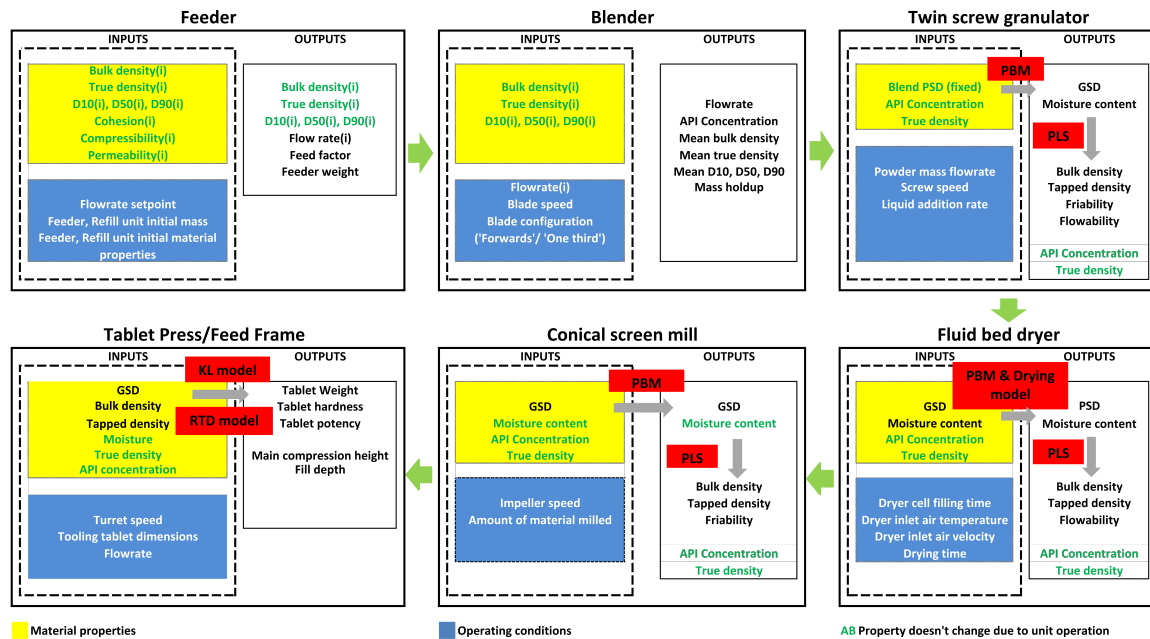 Feeder
INPUTS
OUTPUTS
Bulk density(i)
True density(i)
D10(i), D50(i), D90(i)
Cohesion(i)
Compressibility(i)
Permeability(i)
Flowrate setpoint
Feeder, Refill unit initial mass
Feeder, Refill unit initial material
properties
Bulk density(i)
True density(i)
D10(i), D50(i), D90(i)
Flow rate(i)
Feed factor
Feeder weight
Blender
INPUTS
OUTPUTS
Bulk density(i)
True density(i)
D10(i), D50(i), D90(i)
Flowrate(i)
Blade speed
Blade configuration
('Forwards'/ 'One third')
Flowrate
API Concentration
Mean bulk density
Mean true density
Mean D10, D50, D90
Mass holdup
Twin screw granulator
INPUTS
OUTPUTS
PBM
Blend PSD (fixed)
API Concentration
True density
Powder mass flowrate
Screw speed
Liquid addition rate
GSD
Moisture content
PLS
Bulk density
Tapped density
Friability
Flowability
API Concentration
True density
Tablet Press/Feed Frame
INPUTS
OUTPUTS
KL model
RTD model
GSD
Bulk density
Tapped density
Moisture
True density
API concentration
Turret speed
Tooling tablet dimensions
Flowrate
Tablet Weight
Tablet hardness
Tablet potency
Main compression height
Fill depth
Conical screen mill
INPUTS
OUTPUTS
PBM
GSD
Moisture content
API Concentration
True density
Impeller speed
Amount of material milled
GSD
Moisture content
PLS
Bulk density
Tapped density
Friability
API Concentration
True density
Fluid bed dryer
INPUTS
OUTPUTS
PBM & Drying
model
GSD
Moisture content
API Concentration
True density
Dryer cell filling time
Dryer inlet air temperature
Dryer inlet air velocity
Drying time
PSD
Moisture content
PLS
Bulk density
Tapped density
Flowability
API Concentration
True density
Material properties
Operating conditions
AB Property doesn't change due to unit operation